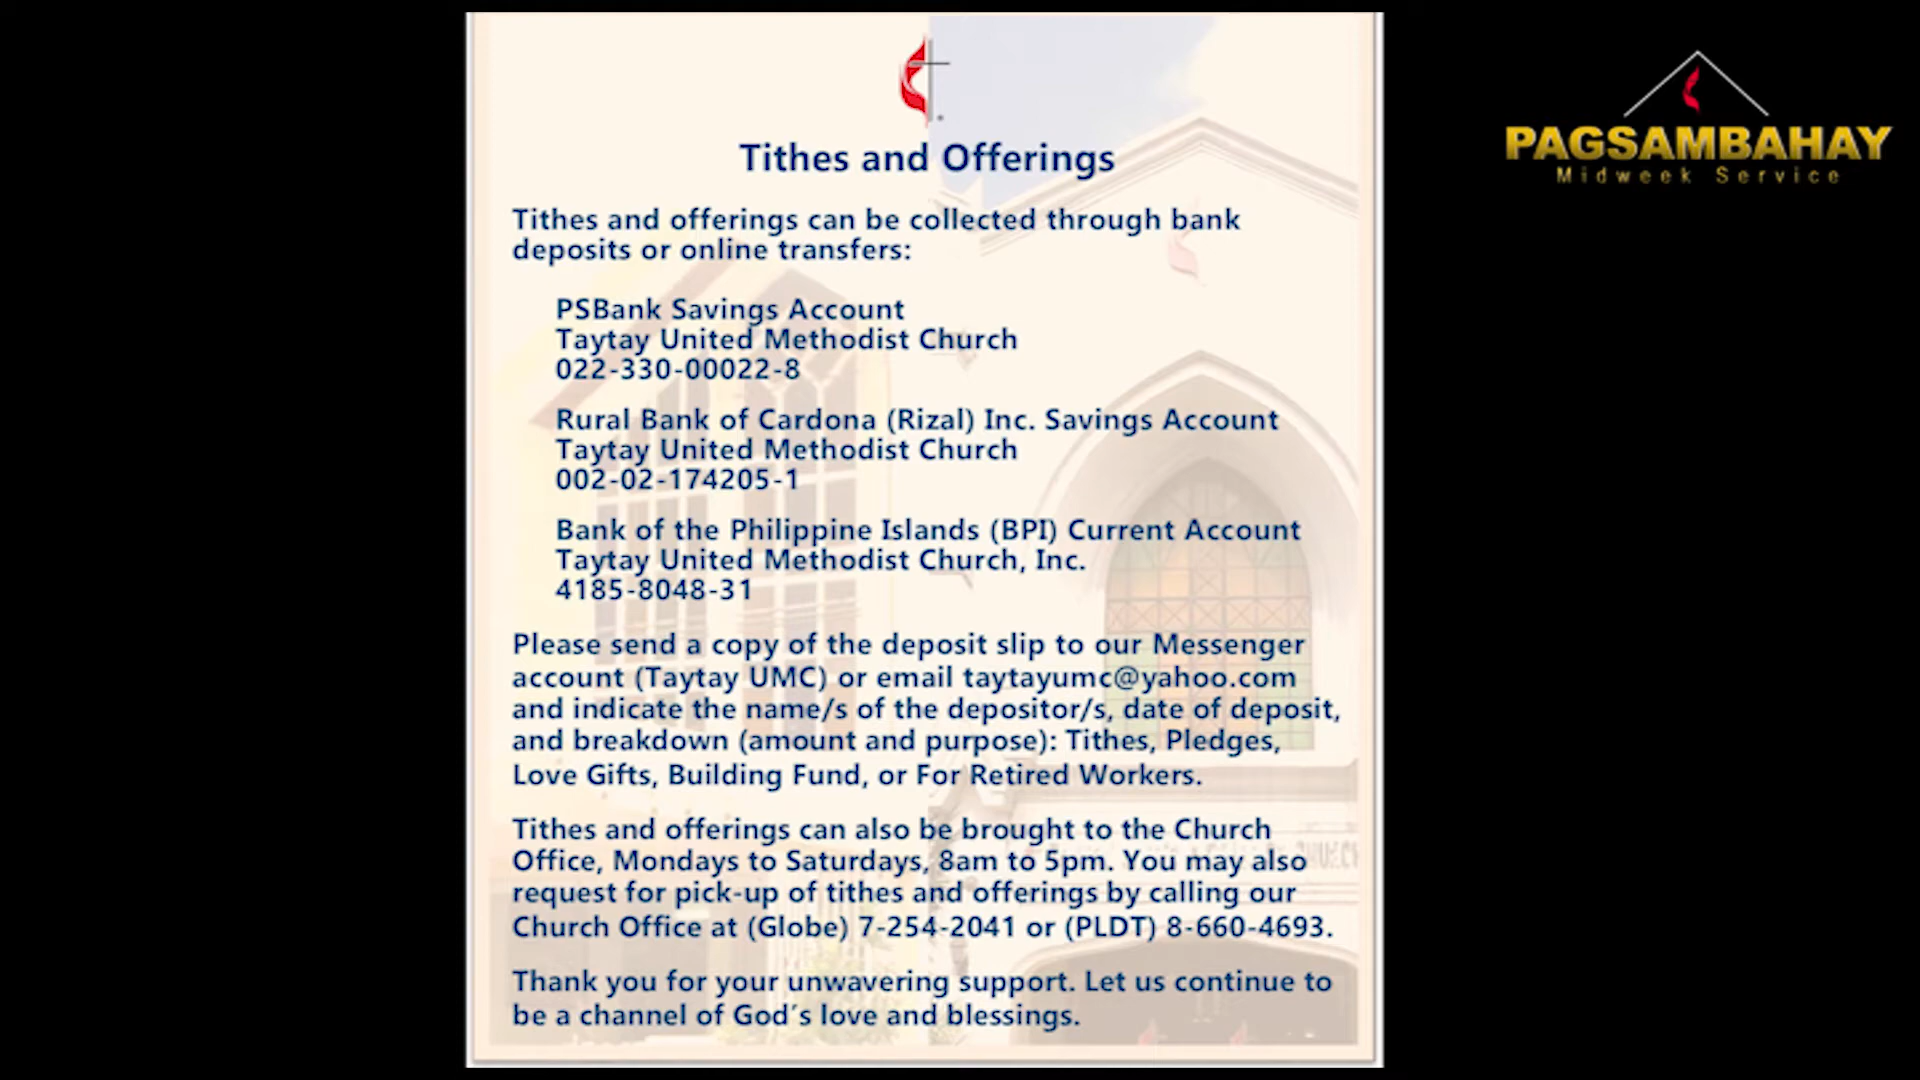 Tithes and Offerings
Tithes and offerings can be collected through bank
deposits or online transfers:
PSBank Savings Account
Taytay United Methodist Church
022-330-00022-8
Rural Bank of Cardona (Rizal) Inc. Savings Account
Taytay United Methodist Church
002-02-174205-1
Bank of the Philippine Islands (BPI) Current Account
Taytay United Methodist Church, Inc.
4185-8048-31
Please send a copy of the deposit slip to our Messenger
account (Taytay UMC) or email taytayumc@yahoo.com
and indicate the name/s of the depositor/s, date of deposit,
and breakdown (amount and purpose): Tithes, Pledges,
Love Gifts, Building Fund, or For Retired Workers.
Tithes and offerings can also be brought to the Church
Office, Mondays to Saturdays, 8am to 5pm. You may also
request for pick-up of tithes and offerings by calling our
Church Office at (Globe) 7-254-2041 or (PLDT) 8-660-4693.
Thank you for your unwavering support. Let us continue to
be a channel of God's love and blessings.
PAGSAMBAHAY
Midweek Service